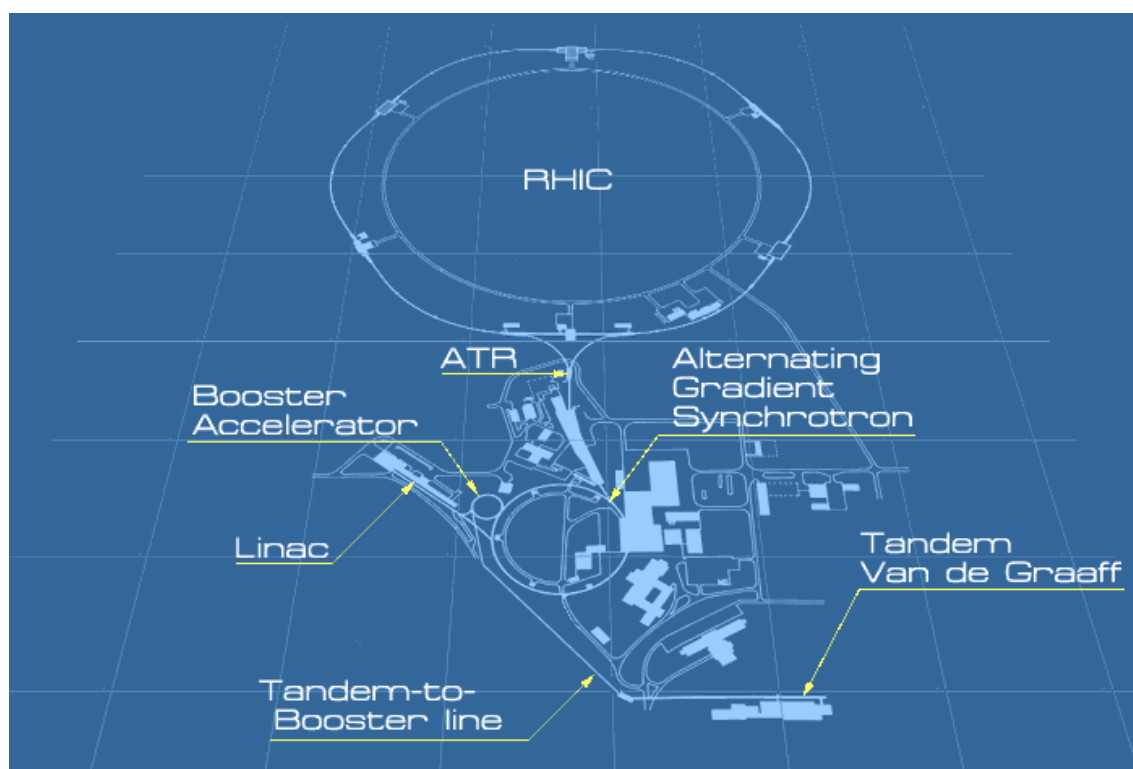 RHIC
ATR
Alternating
Gradient
Synchrotron
Booster
Accelerator
Linac
Tandem
Van de Graaff
Tandem-to-
Booster line